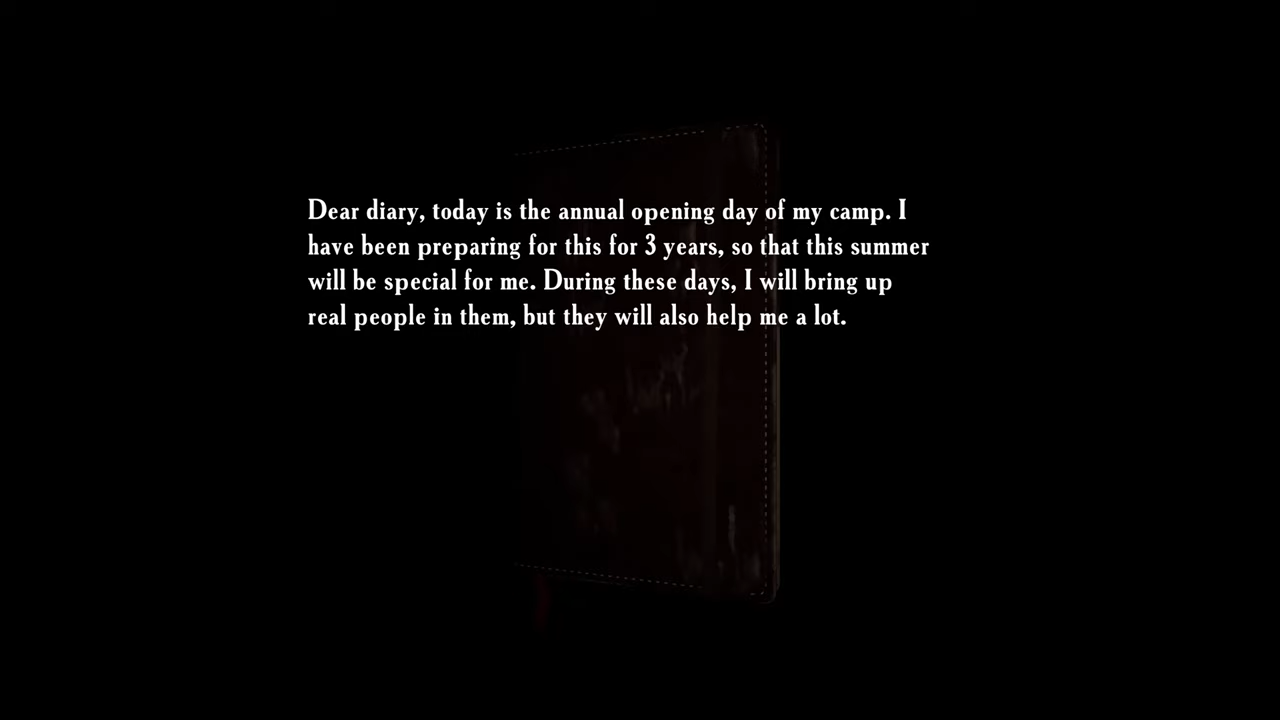 Dear diary, today is the annual opening day of my camp. I
have been preparing for this for 3 years, so that this summer
will be special for me. During these days, I will bring up
real people in them, but they will also help me a lot.